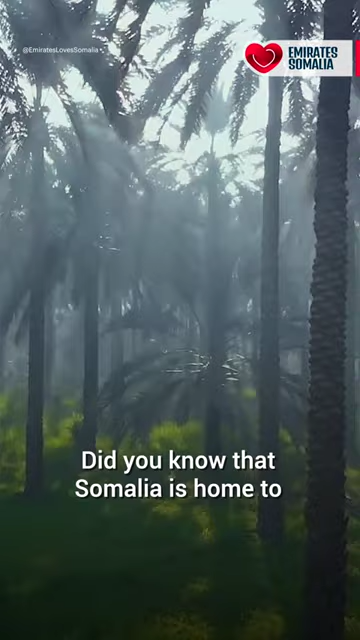 @EmiratesLovesSomalia
EMIRATES
SOMALIA
Did you know that
Somalia is home to